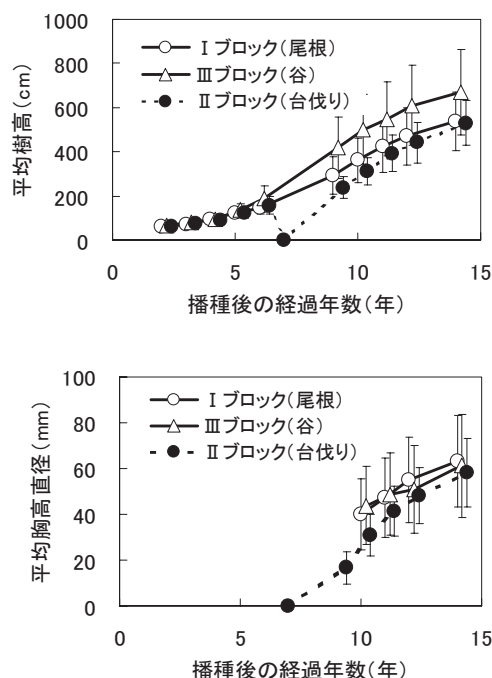 1000
800
600
400
200
0
平均樹高(cm)
Ⅰブロック(尾根)
Ⅲブロック(谷)
Ⅱブロック(台伐り)
0 5 10 15
播種後の経過年数(年)
100
80
60
40
20
0
平均胸高直径(mm)
Ⅰブロック(尾根)
Ⅲブロック(谷)
Ⅱブロック(台伐り)
0 5 10 15
播種後の経過年数(年)